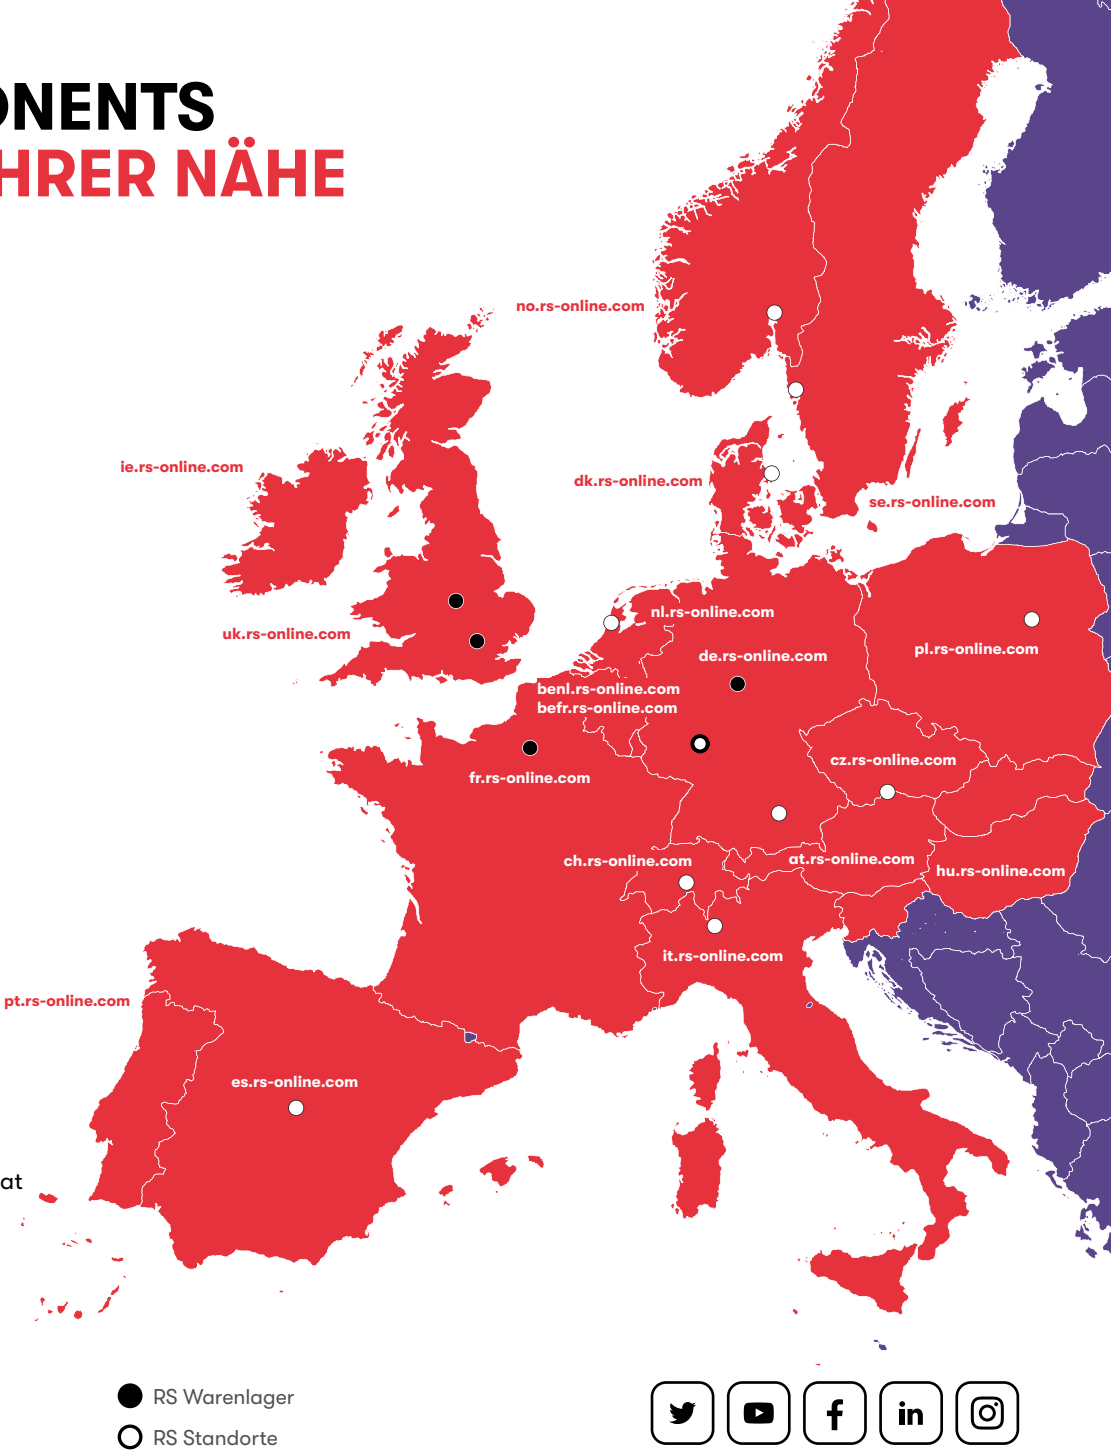 ONENTS
HRER NÄHE
no.rs-online.com
ie.rs-online.com
dk.rs-online.com
se.rs-online.com
nl.rs-online.com
uk.rs-online.com
pl.rs-online.com
de.rs-online.com
benl.rs-online.com
befr.rs-online.com
cz.rs-online.com
fr.rs-online.com
ch.rs-online.com
at.rs-online.com
hu.rs-online.com
it.rs-online.com
pt.rs-online.com
es.rs-online.com
at
RS Warenlager
RS Standorte